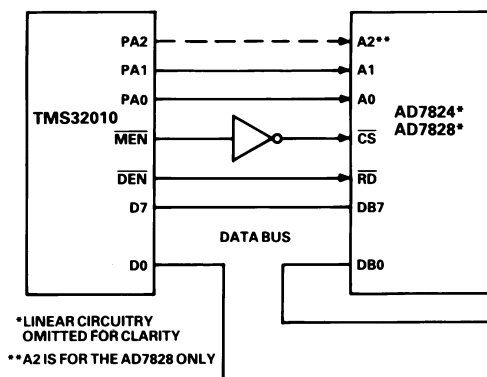 PA2
A2**
PA1
A1
PA0
A0
TMS32010
AD7824*
AD7828*
MEN
CS
DEN
RD
D7
DB7
DATA BUS
D0
DB0
*LINEAR CIRCUITRY
OMITTED FOR CLARITY
**A2 IS FOR THE AD7828 ONLY